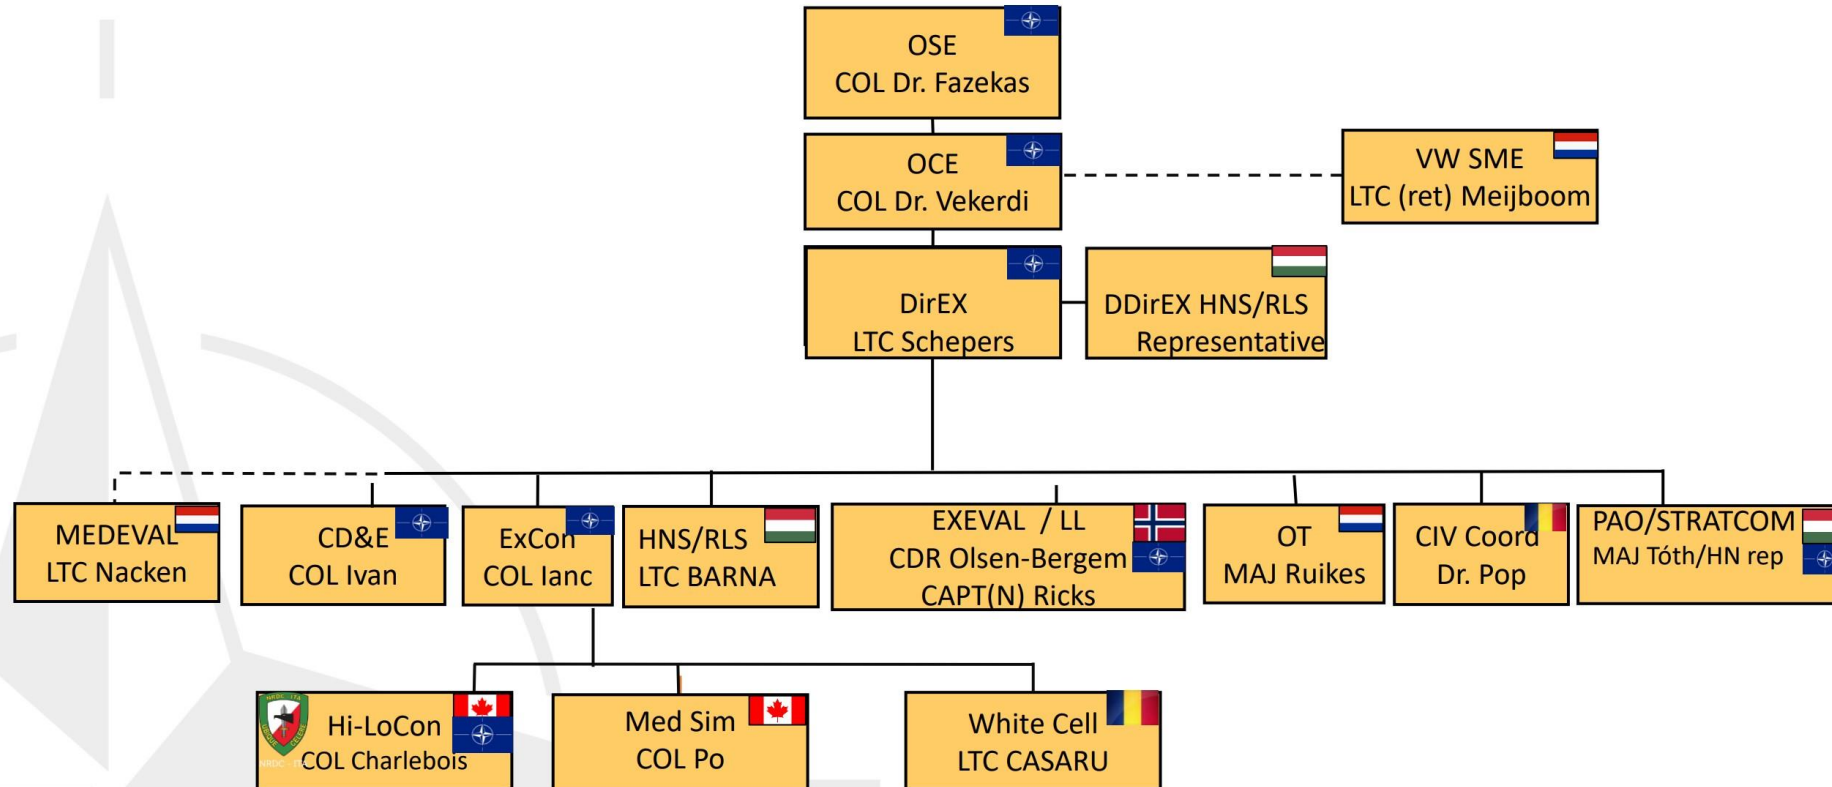 OSE
COL Dr. Fazekas
OCE
COL Dr. Vekerdi
VW SME
LTC (ret) Meijboom
DirEX
LTC Schepers
DDirEX HNS/RLS
Representative
MEDEVAL
LTC Nacken
CD&E
COL Ivan
ExCon
COL Ianc
HNS/RLS
LTC BARNA
EXEVAL / LL
CDR Olsen-Bergem
CAPT(N) Ricks
OT
MAJ Ruikes
CIV Coord
Dr. Pop
PAO/STRATCOM
MAJ Tóth/HN rep
Hi-LoCon
COL Charlebois
NRDC - ITA
Med Sim
COL Po
White Cell
LTC CASARU